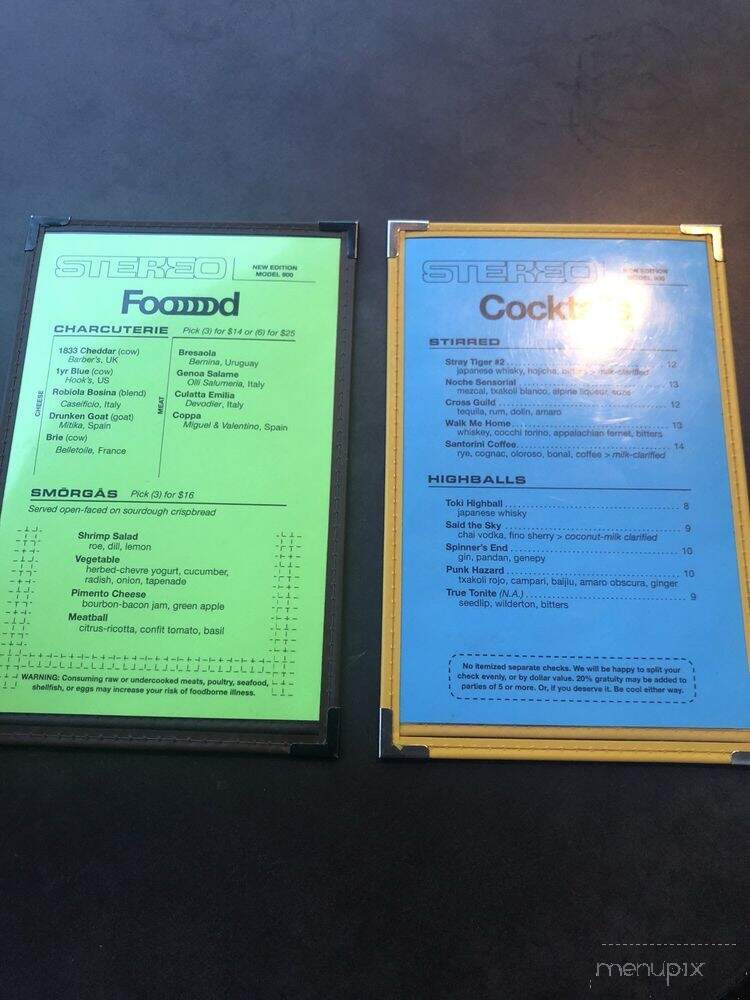 STEREO
NEW EDITION
MODEL 900
Fooooood
CHARCUTERIE Pick (3) for $14 or (6) for $25
CHEESE
1833 Cheddar (cow)
Barber's, UK
1yr Blue (cow)
Hook's, US
Robiola Bosina (blend)
Caseificio, Italy
Drunken Goat (goat)
Mitika, Spain
Brie (cow)
Belletoile, France
MEAT
Bresaola
Bernina, Uruguay
Genoa Salame
Olli Salumeria, Italy
Culatta Emilia
Devodier, Italy
Coppa
Miguel & Valentino, Spain
SMÖRGÅS Pick (3) for $16
Served open-faced on sourdough crispbread
Shrimp Salad
roe, dill, lemon
Vegetable
herbed-chevre yogurt, cucumber,
radish, onion, tapenade
Pimento Cheese
bourbon-bacon jam, green apple
Meatball
citrus-ricotta, confit tomato, basil
WARNING: Consuming raw or undercooked meats, poultry, seafood,
shellfish, or eggs may increase your risk of foodborne illness.
STEREO
NEW EDITION
MODEL 900
Cocktails
STIRRED
Stray Tiger #2 12
japanese whisky, hojicha, bitters > milk-clarified
Noche Sensorial 13
mezcal, txakoli blanco, alpine liqueur, suze
Cross Guild 12
tequila, rum, dolin, amaro
Walk Me Home 13
whiskey, cocchi torino, appalachian fernet, bitters
Santorini Coffee 14
rye, cognac, oloroso, bonal, coffee > milk-clarified
HIGHBALLS
Toki Highball 8
japanese whisky
Said the Sky 9
chai vodka, fino sherry > coconut-milk clarified
Spinner's End 10
gin, pandan, genepy
Punk Hazard 10
txakoli rojo, campari, baijiu, amaro obscura, ginger
True Tonite (N.A.) 9
seedlip, wilderton, bitters
No itemized separate checks. We will be happy to split your
check evenly, or by dollar value. 20% gratuity may be added to
parties of 5 or more. Or, if you deserve it. Be cool either way.
menupix